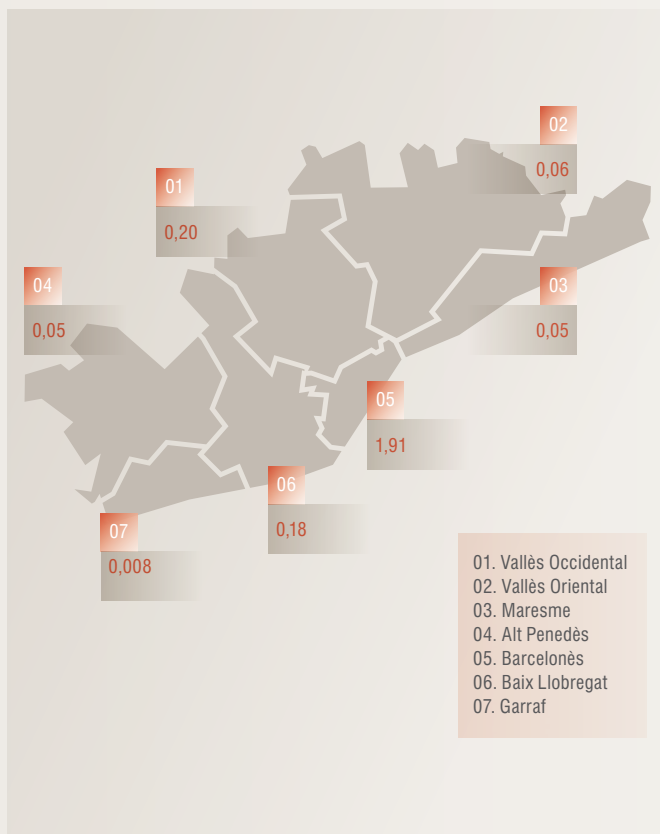 02
0,06
01
0,20
04
0,05
03
0,05
05
1,91
06
0,18
07
0,008
01. Vallès Occidental
02. Vallès Oriental
03. Maresme
04. Alt Penedès
05. Barcelonès
06. Baix Llobregat
07. Garraf